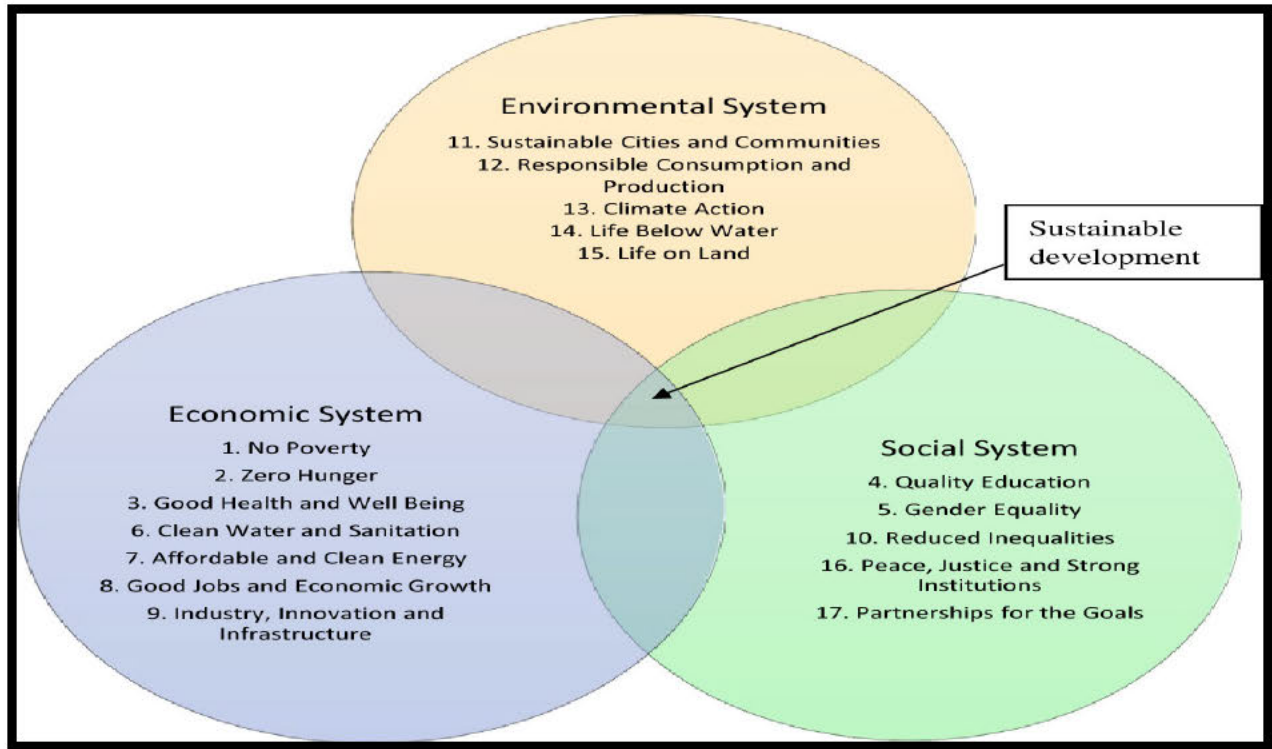 Environmental System
11. Sustainable Cities and Communities
12. Responsible Consumption and
Production
13. Climate Action
14. Life Below Water
15. Life on Land
Sustainable
development
Economic System
1. No Poverty
2. Zero Hunger
3. Good Health and Well Being
6. Clean Water and Sanitation
7. Affordable and Clean Energy
8. Good Jobs and Economic Growth
9. Industry, Innovation and
Infrastructure
Social System
4. Quality Education
5. Gender Equality
10. Reduced Inequalities
16. Peace, Justice and Strong
Institutions
17. Partnerships for the Goals